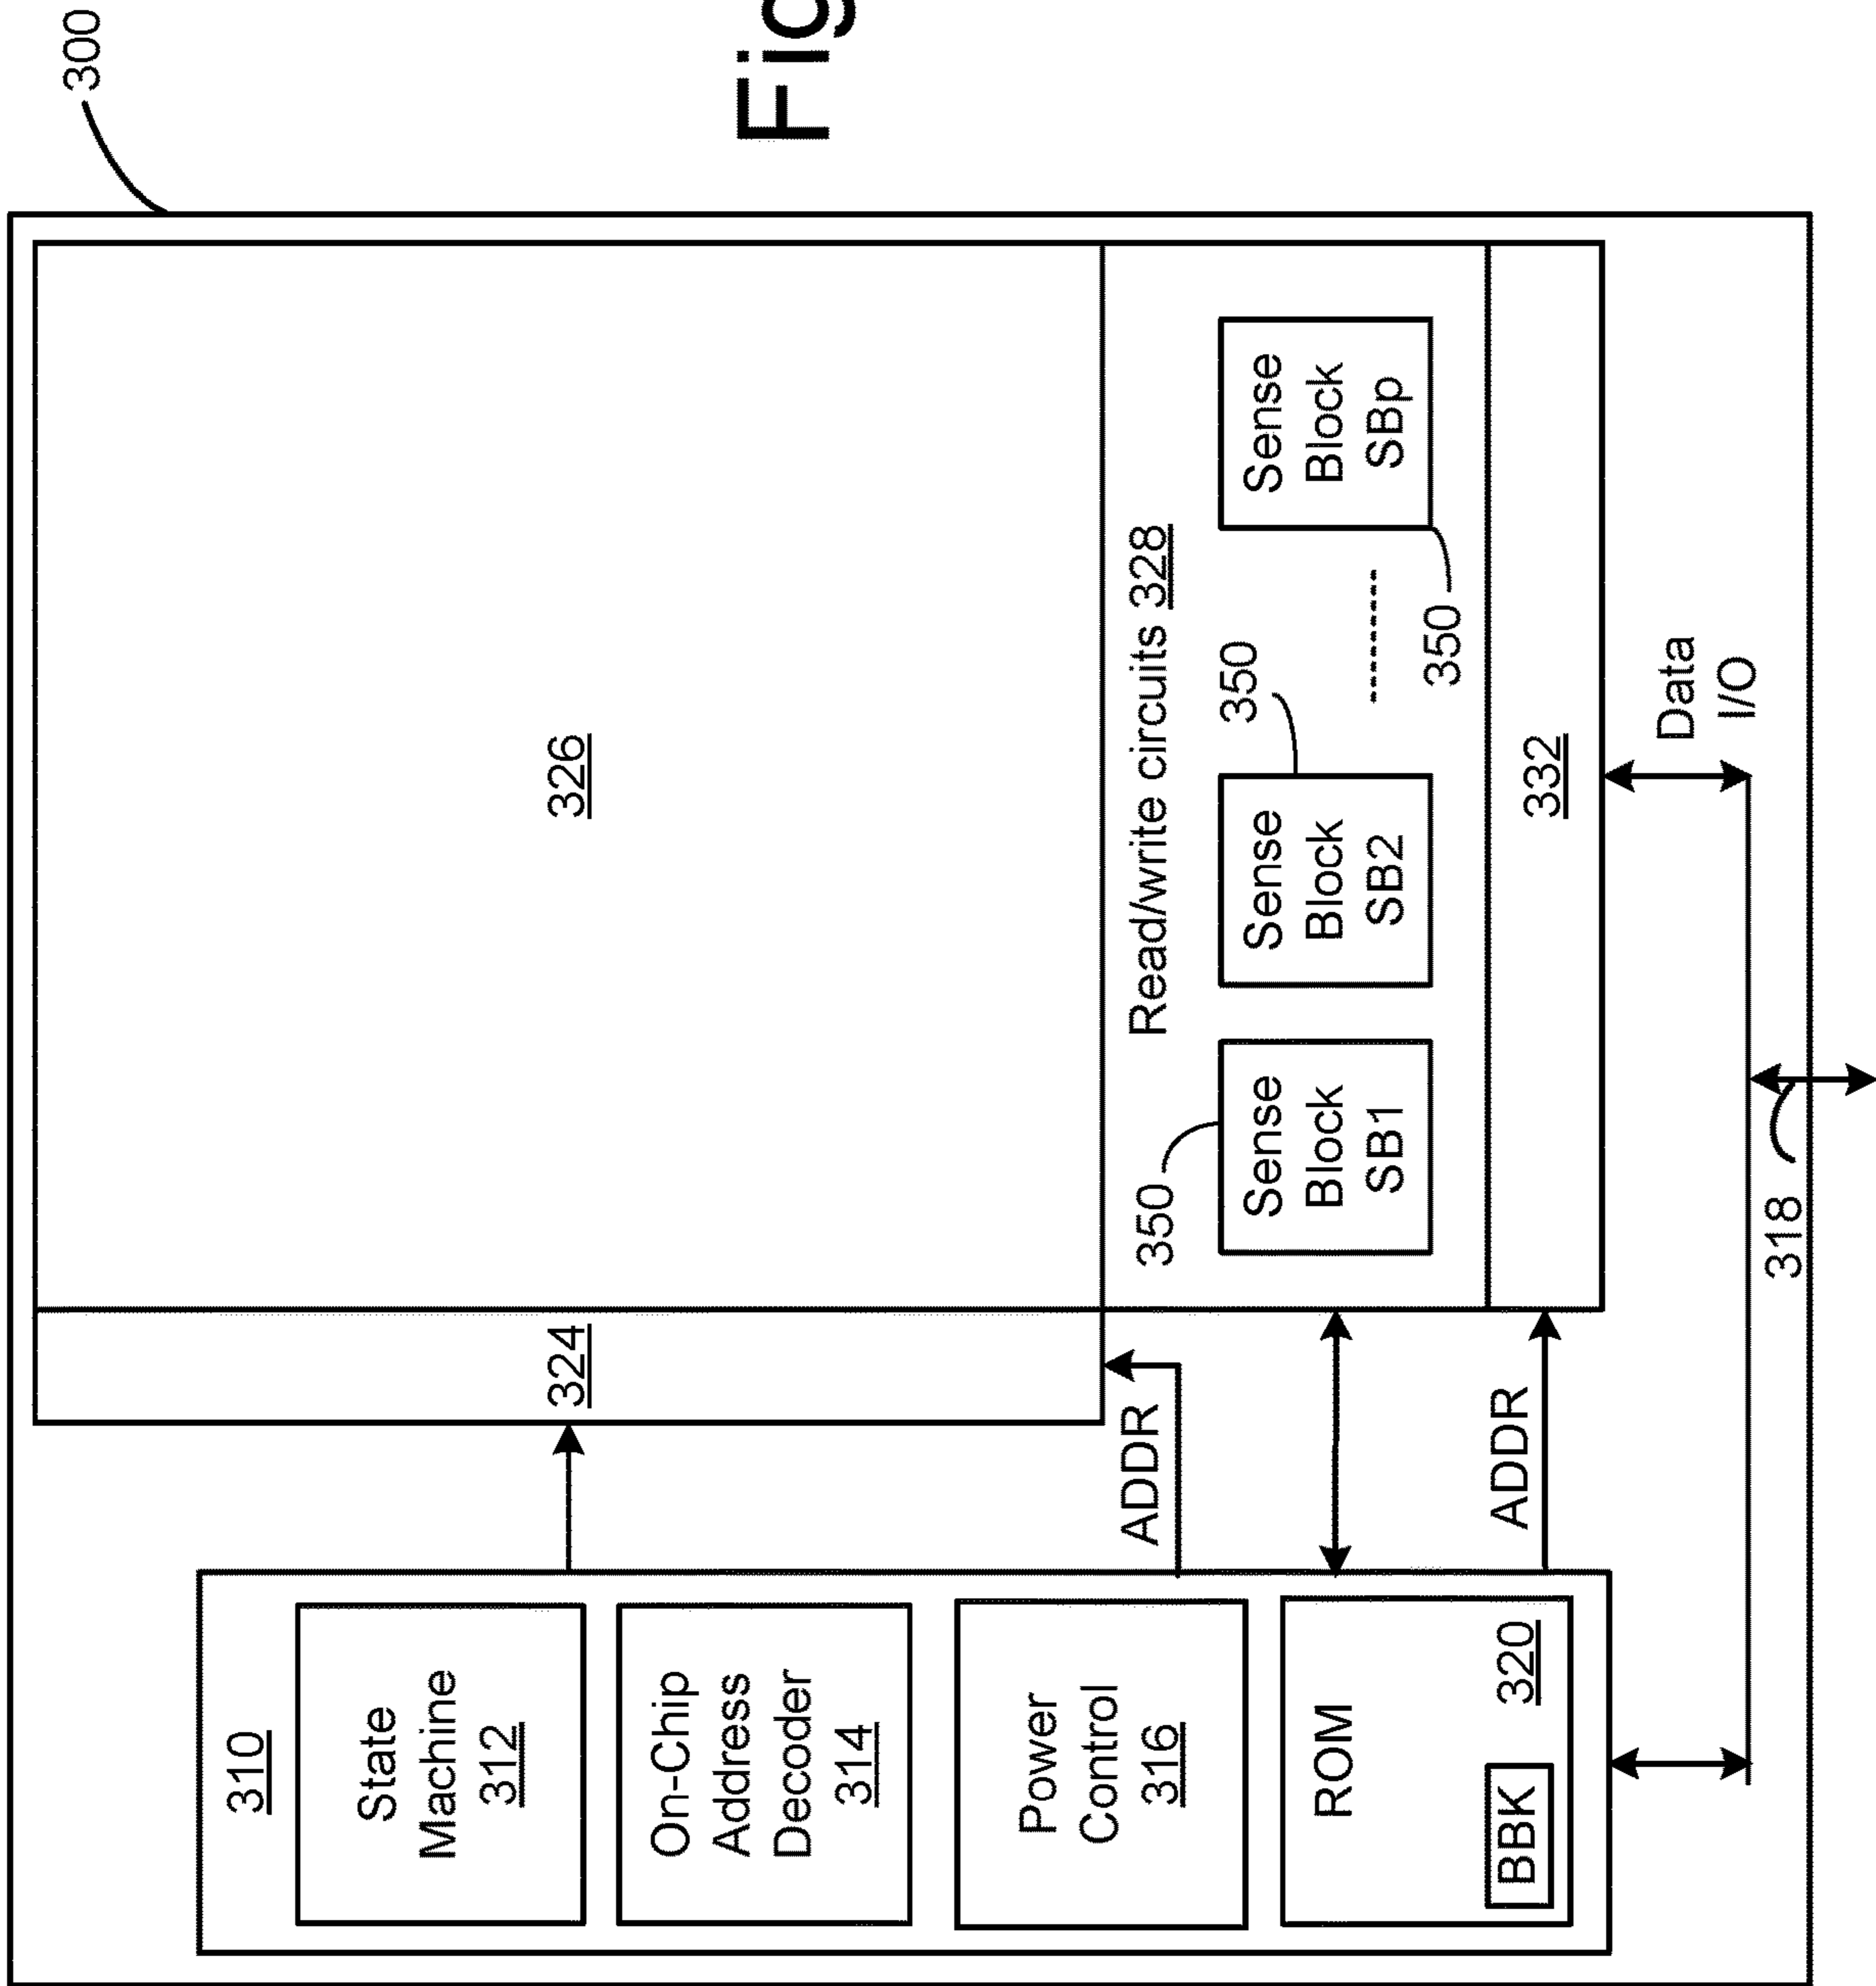 300
Fig
310
State
Machine
312
On-Chip
Address
Decoder
314
Power
Control
316
ROM
320
BBK
324
326
ADDR
ADDR
Read/write circuits 328
350
Sense
Block
SB1
350
Sense
Block
SB2
350
Sense
Block
SBp
332
Data
I/O
318